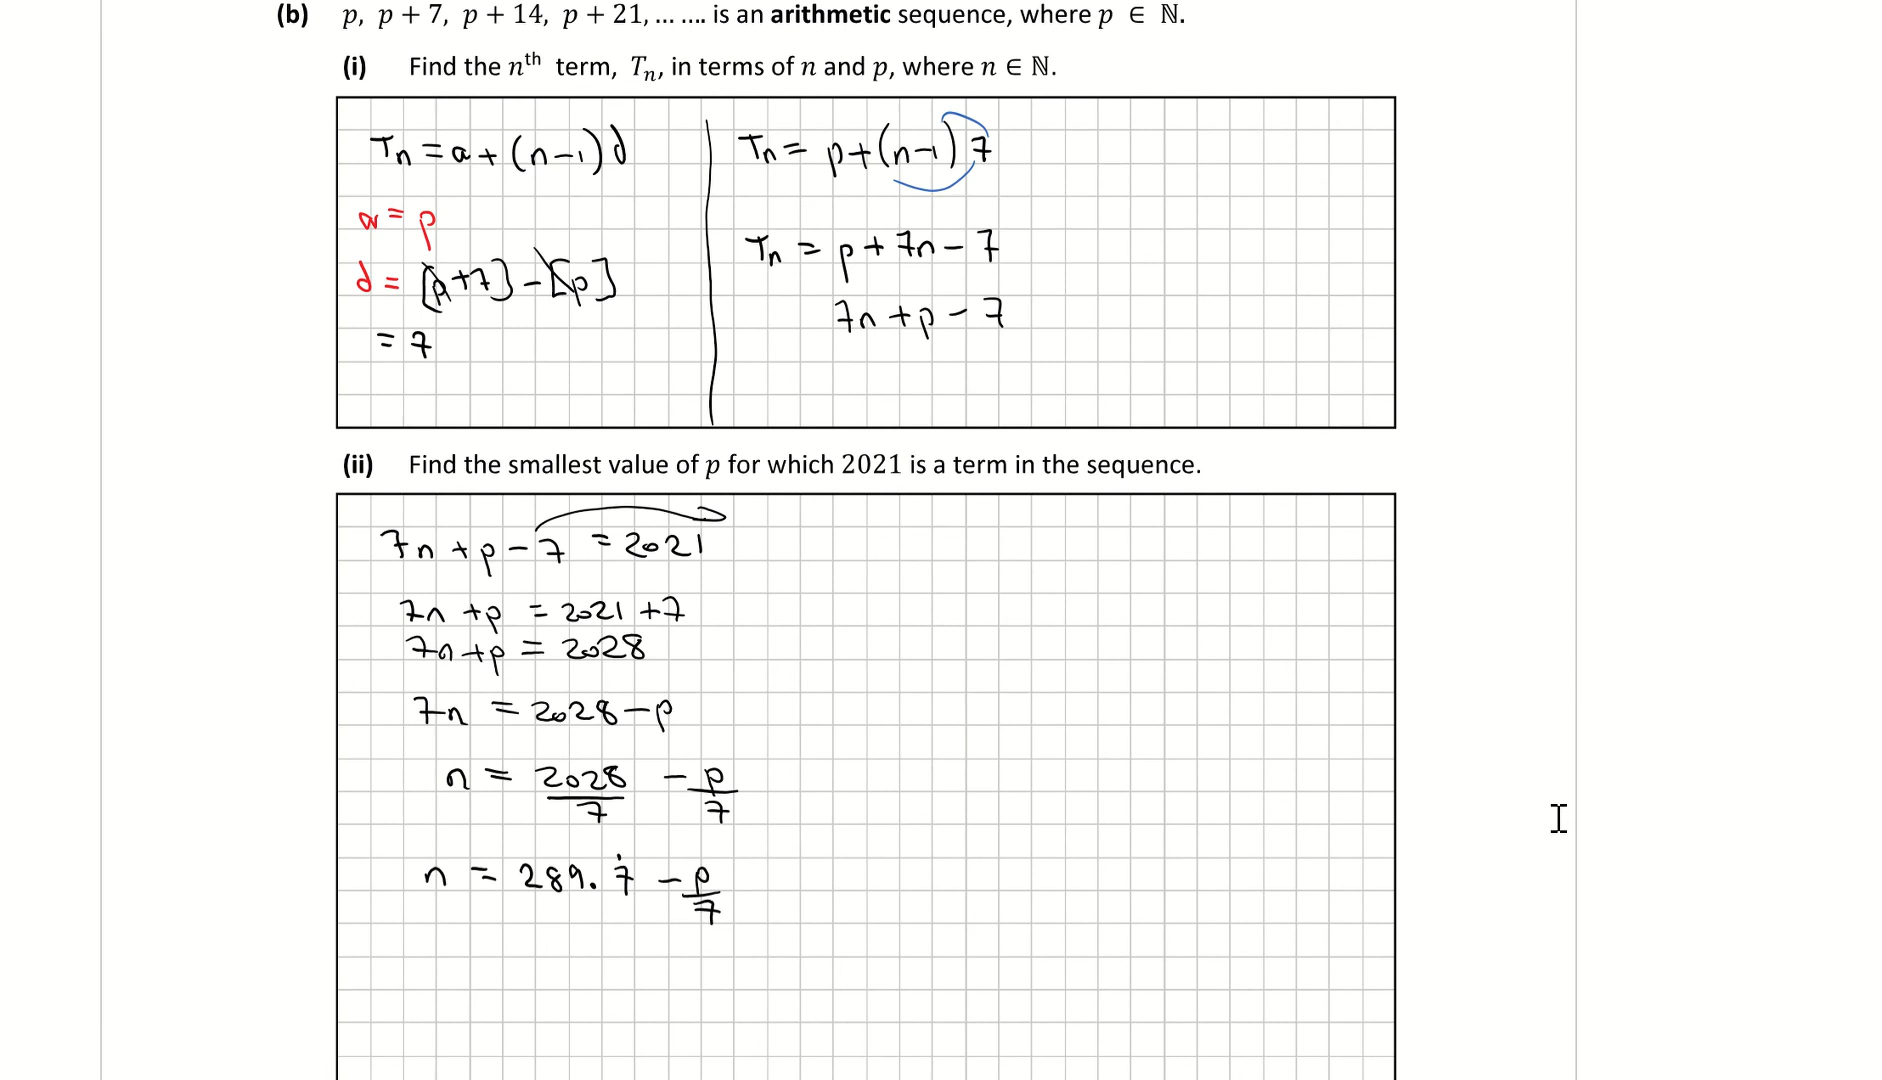 (b) p, p + 7, p + 14, p + 21, … …. is an arithmetic sequence, where p ∈ ℕ.
(i) Find the nth term, Tn, in terms of n and p, where n ∈ ℕ.
Tn = a + (n-1)d
a = p
d = [p+7] - [p]
= 7
Tn = p+(n-1)7
Tn = p + 7n - 7
7n + p - 7
(ii) Find the smallest value of p for which 2021 is a term in the sequence.
7n + p - 7 = 2021
7n + p = 2021 + 7
7n + p = 2028
7n = 2028 - p
n = 2028/7 - p/7
n = 289.7̇ - p/7